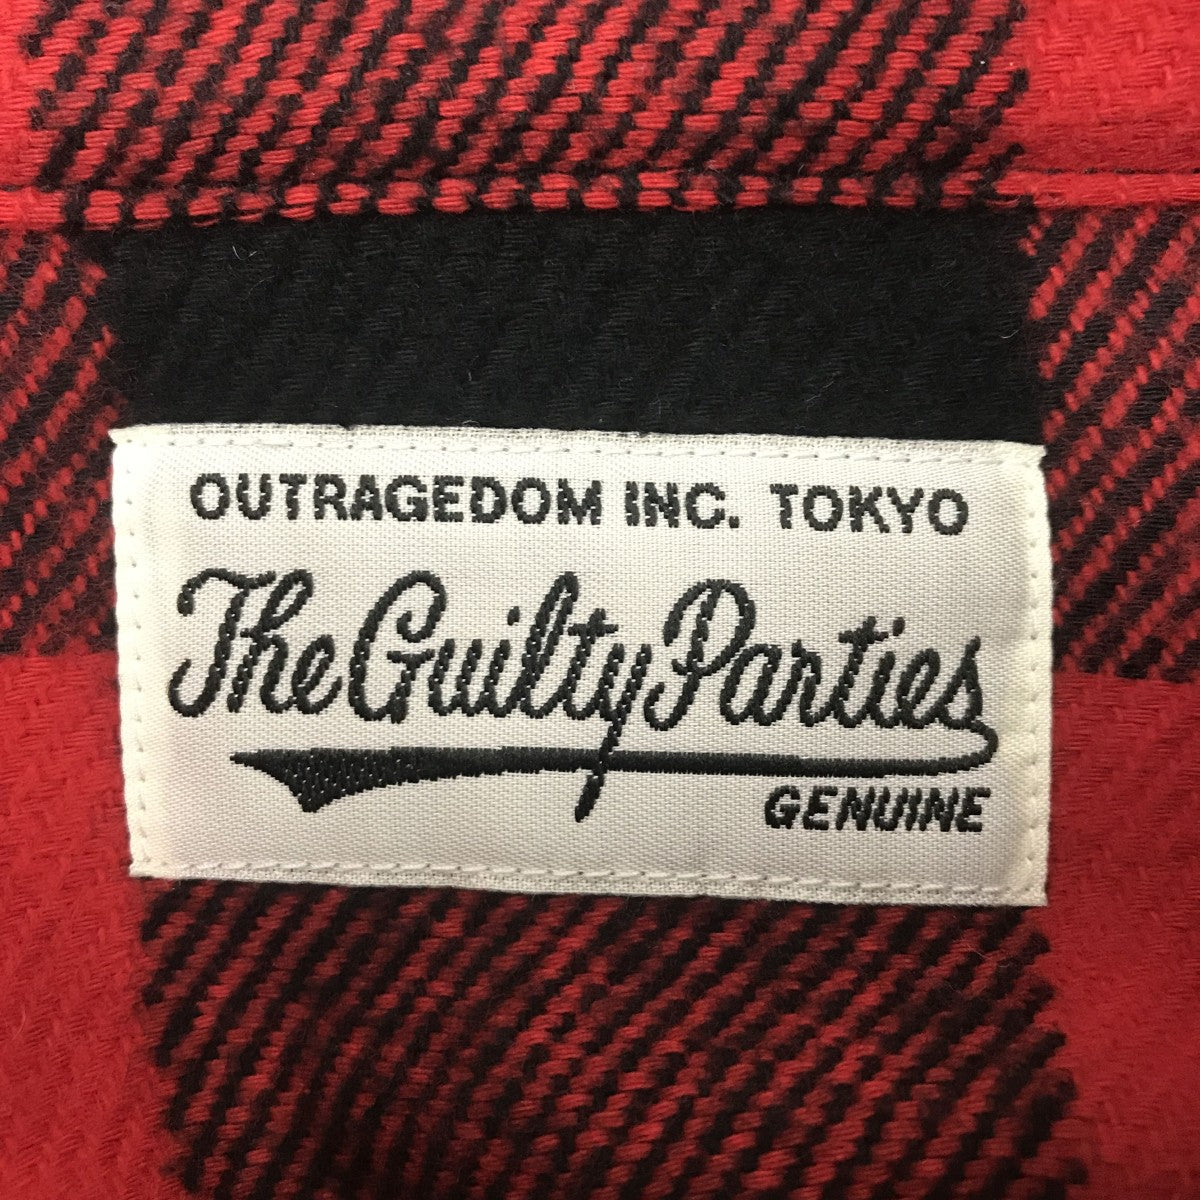 OUTRAGEDOM INC. TOKYO
The Guilty Parties
GENUINE